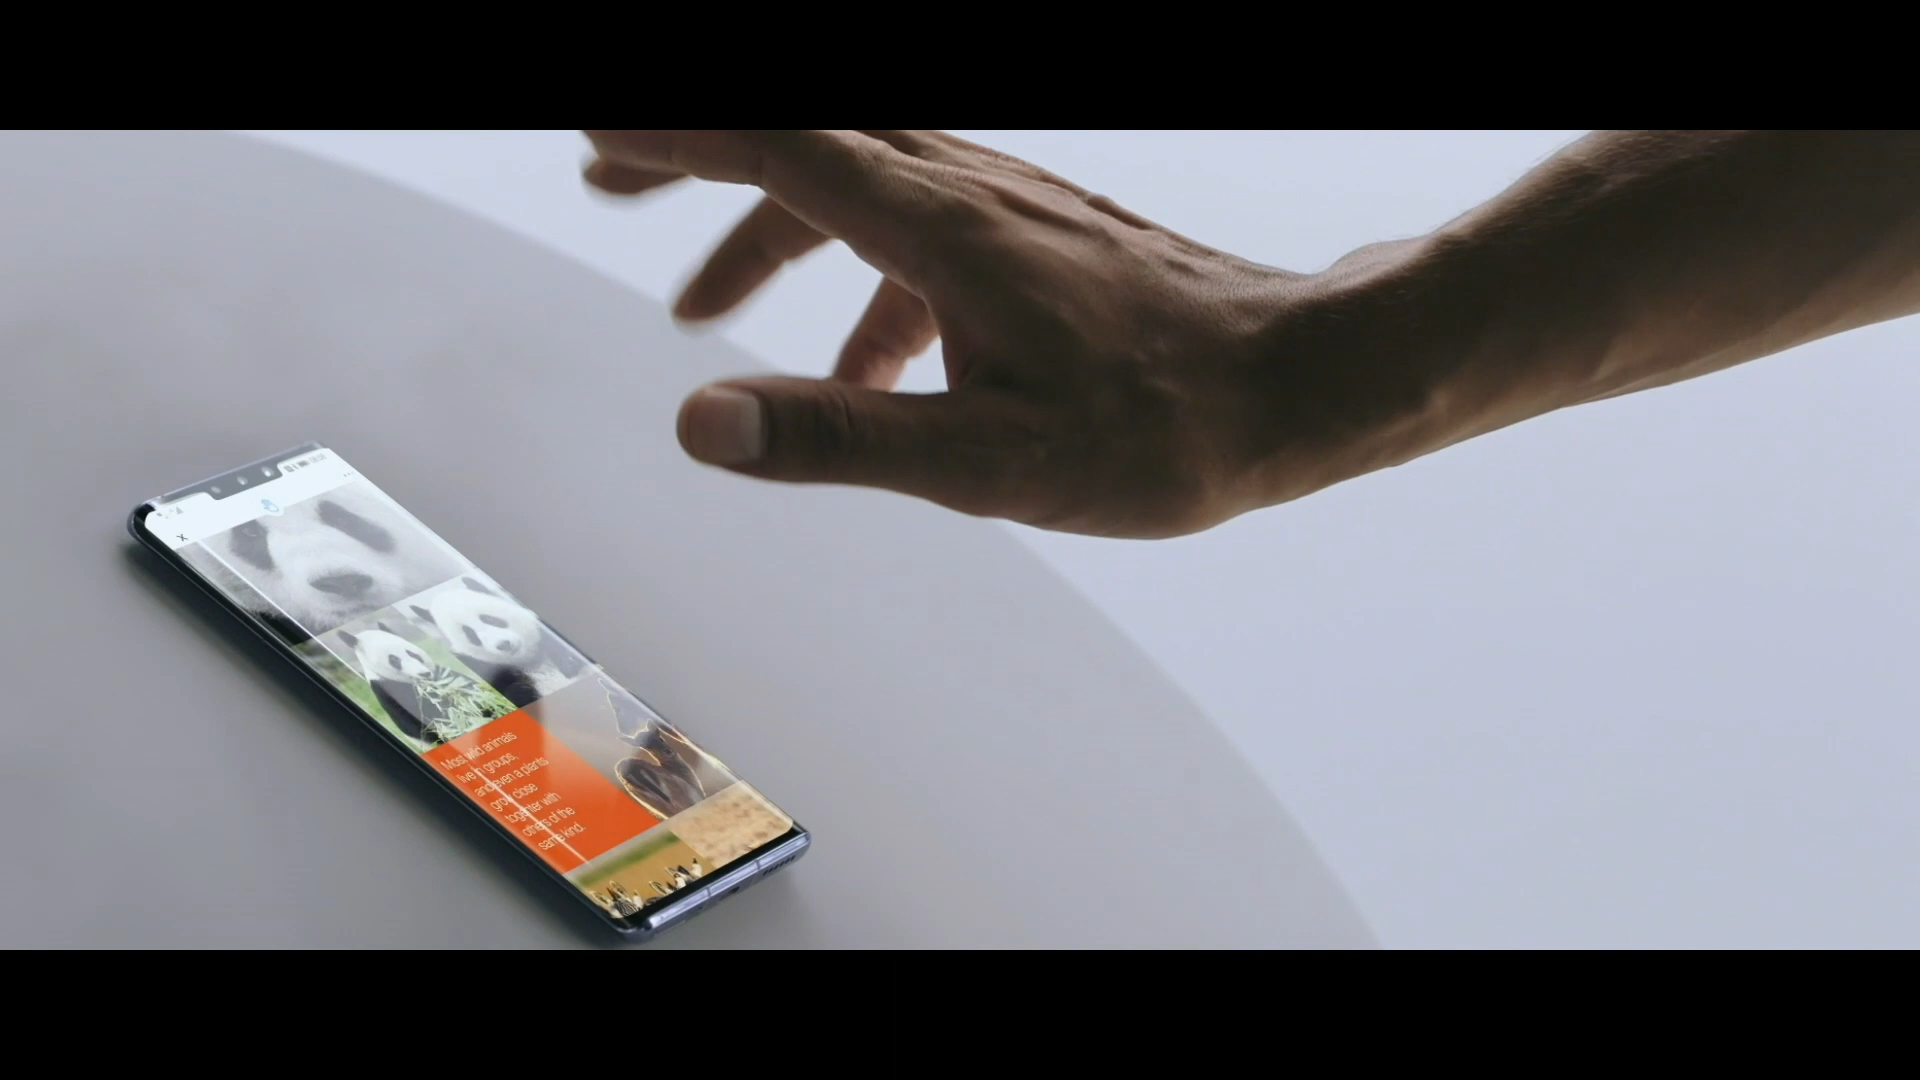 Most wild animals
live in groups,
and even a plants
grow close
together with
others of the
same kind.